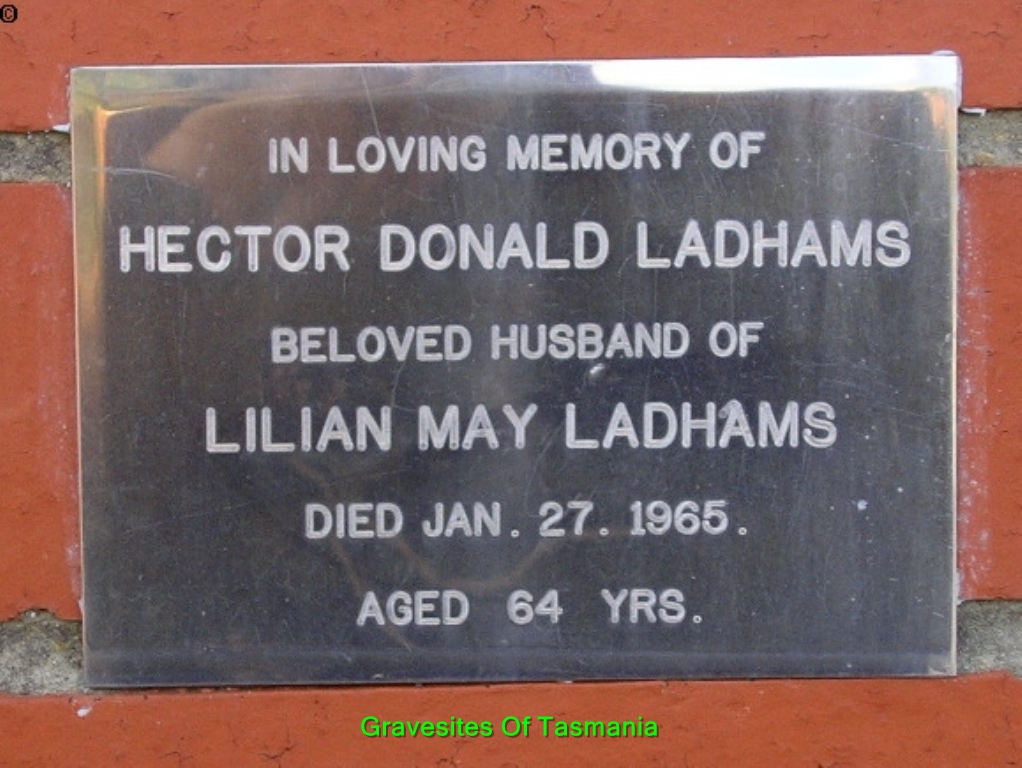 ©
IN LOVING MEMORY OF
HECTOR DONALD LADHAMS
BELOVED HUSBAND OF
LILIAN MAY LADHAMS
DIED JAN. 27. 1965.
AGED 64 YRS.
Gravesites Of Tasmania